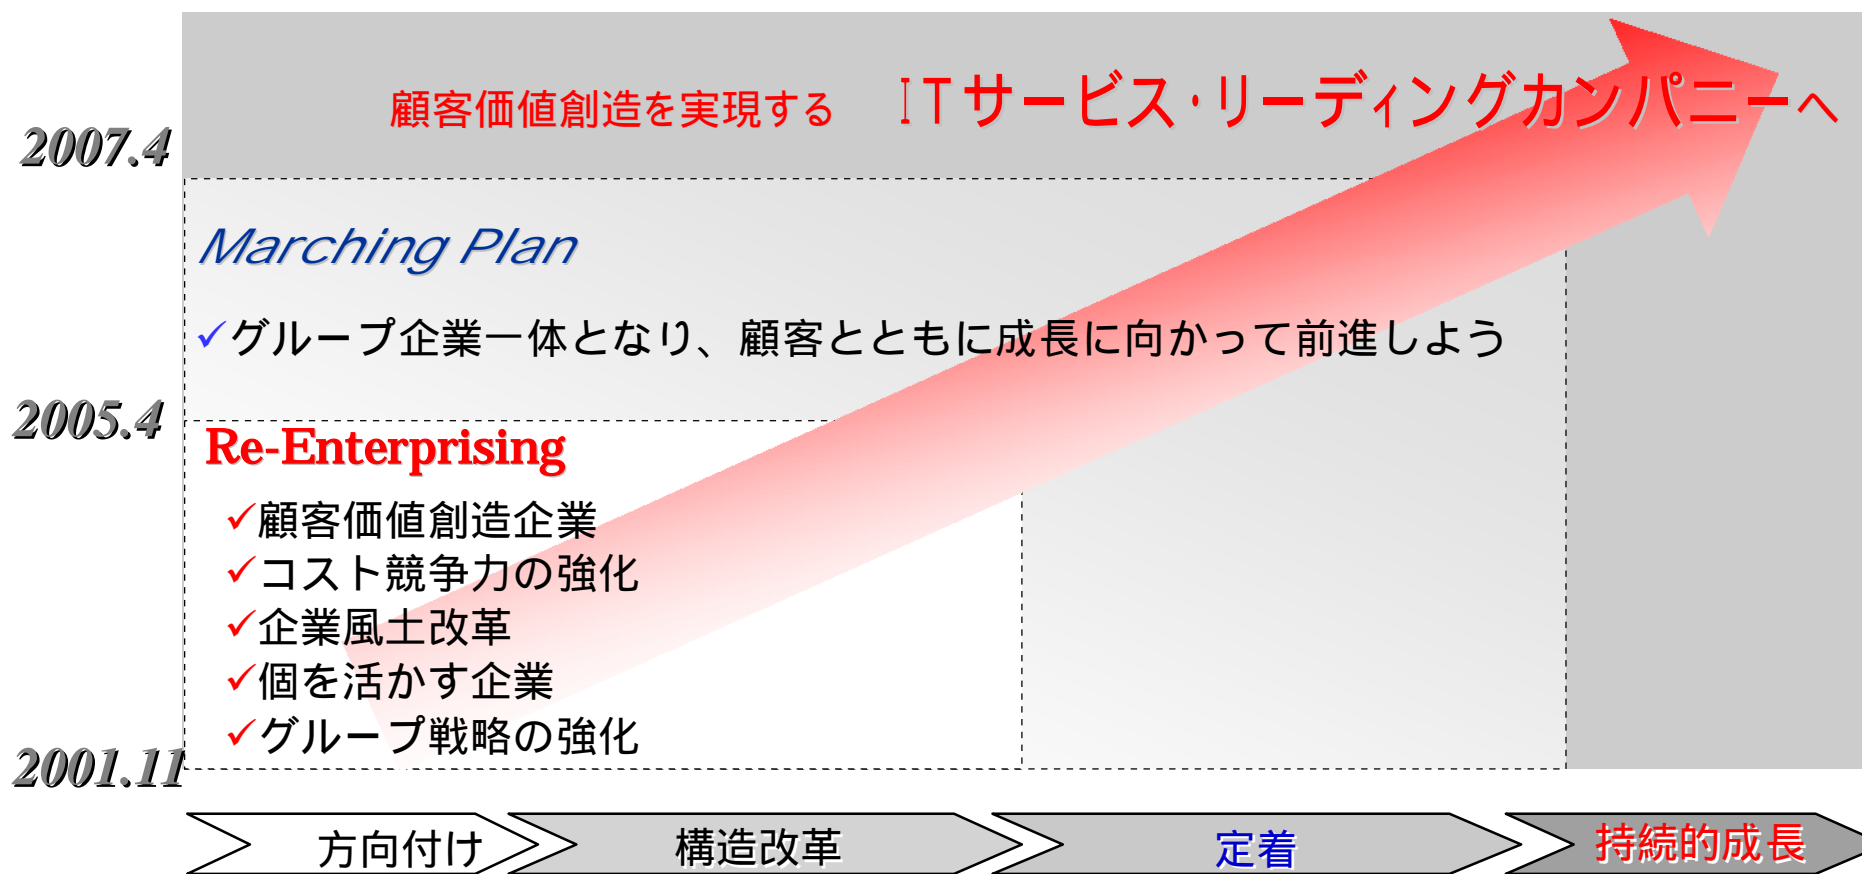 顧客価値創造を実現する ITサービス・リーディングカンパニーへ
2007.4
Marching Plan
✓グループ企業一体となり、顧客とともに成長に向かって前進しよう
2005.4
Re-Enterprising
✓顧客価値創造企業
✓コスト競争力の強化
✓企業風土改革
✓個を活かす企業
✓グループ戦略の強化
2001.11
方向付け 構造改革 定着 持続的成長